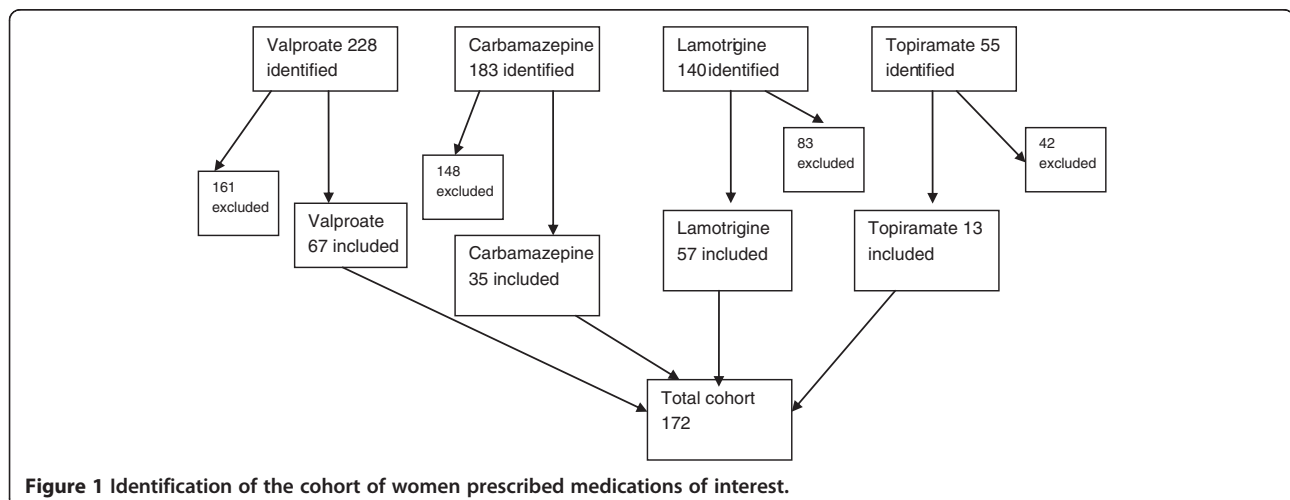 Valproate 228
identified
Carbamazepine
183 identified
Lamotrigine
140 identified
Topiramate 55
identified
161
excluded
148
excluded
83
excluded
42
excluded
Valproate
67 included
Carbamazepine
35 included
Lamotrigine
57 included
Topiramate 13
included
Total cohort
172
Figure 1 Identification of the cohort of women prescribed medications of interest.